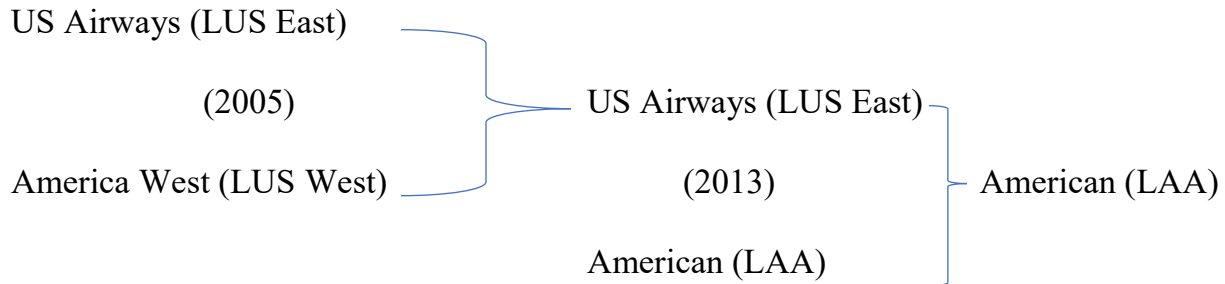 US Airways (LUS East)
(2005)
US Airways (LUS East)
America West (LUS West)
(2013)
American (LAA)
American (LAA)